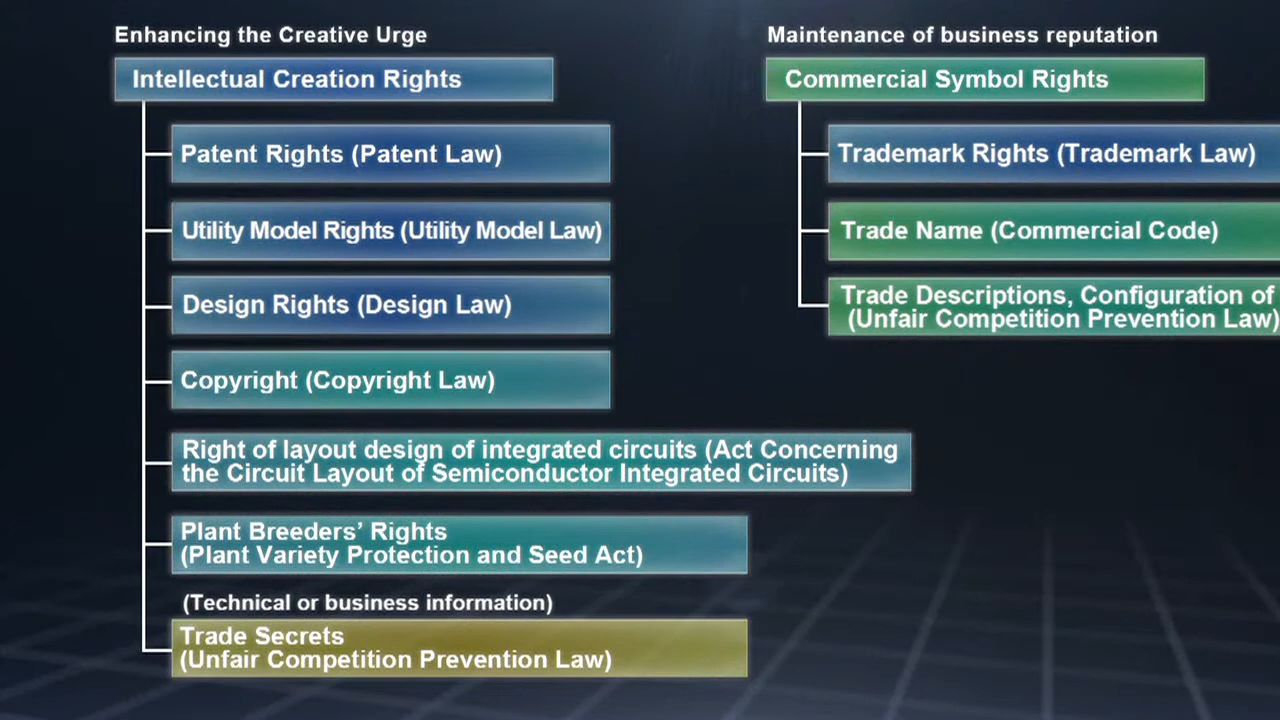 Enhancing the Creative Urge
Intellectual Creation Rights
Patent Rights (Patent Law)
Utility Model Rights (Utility Model Law)
Design Rights (Design Law)
Copyright (Copyright Law)
Right of layout design of integrated circuits (Act Concerning
the Circuit Layout of Semiconductor Integrated Circuits)
Plant Breeders’ Rights
(Plant Variety Protection and Seed Act)
(Technical or business information)
Trade Secrets
(Unfair Competition Prevention Law)
Maintenance of business reputation
Commercial Symbol Rights
Trademark Rights (Trademark Law)
Trade Name (Commercial Code)
Trade Descriptions, Configuration of
(Unfair Competition Prevention Law)